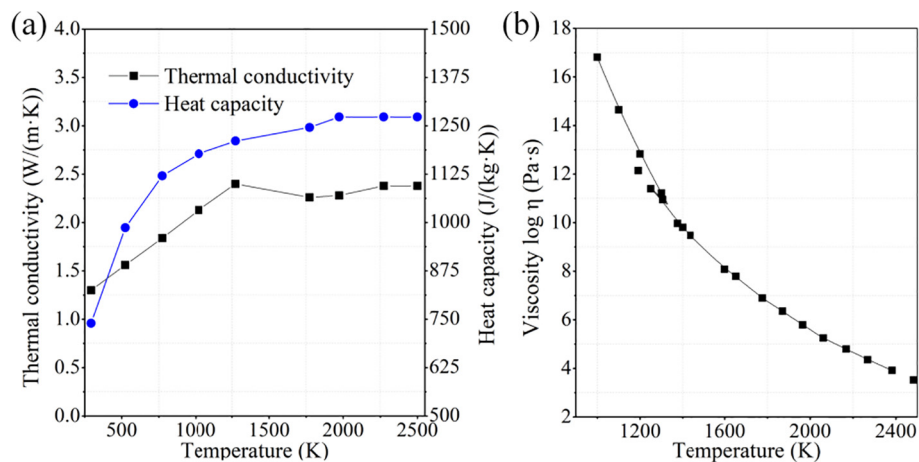 (a)
Thermal conductivity (W/(m·K))
4.0
3.5
3.0
2.5
2.0
1.5
1.0
0.5
0.0
Thermal conductivity
Heat capacity
1500
1375
1250
1125
1000
875
750
625
500
Heat capacity (J/(kg·K))
500 1000 1500 2000 2500
Temperature (K)
(b)
Viscosity log η (Pa·s)
18
16
14
12
10
8
6
4
2
1200 1600 2000 2400
Temperature (K)